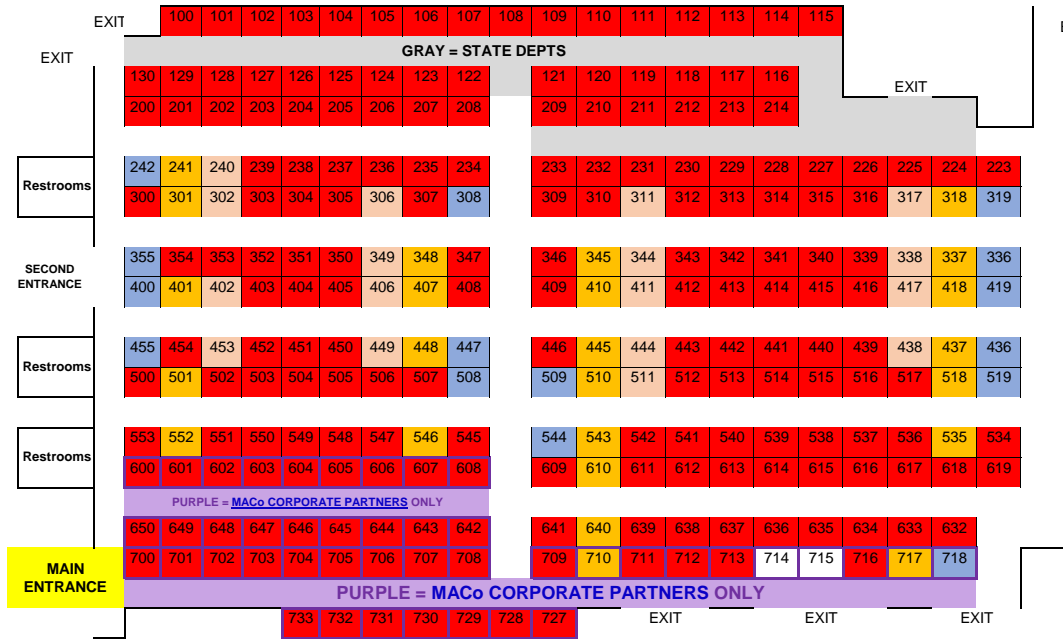 EXIT 100 101 102 103 104 105 106 107 108 109 110 111 112 113 114 115
EXIT GRAY = STATE DEPTS
130 129 128 127 126 125 124 123 122 121 120 119 118 117 116 EXIT
200 201 202 203 204 205 206 207 208 209 210 211 212 213 214
242 241 240 239 238 237 236 235 234 233 232 231 230 229 228 227 226 225 224 223
Restrooms
300 301 302 303 304 305 306 307 308 309 310 311 312 313 314 315 316 317 318 319
355 354 353 352 351 350 349 348 347 346 345 344 343 342 341 340 339 338 337 336
SECOND
ENTRANCE
400 401 402 403 404 405 406 407 408 409 410 411 412 413 414 415 416 417 418 419
455 454 453 452 451 450 449 448 447 446 445 444 443 442 441 440 439 438 437 436
Restrooms
500 501 502 503 504 505 506 507 508 509 510 511 512 513 514 515 516 517 518 519
553 552 551 550 549 548 547 546 545 544 543 542 541 540 539 538 537 536 535 534
Restrooms
600 601 602 603 604 605 606 607 608 609 610 611 612 613 614 615 616 617 618 619
PURPLE = MACo CORPORATE PARTNERS ONLY
650 649 648 647 646 645 644 643 642 641 640 639 638 637 636 635 634 633 632
700 701 702 703 704 705 706 707 708 709 710 711 712 713 714 715 716 717 718
MAIN
ENTRANCE
PURPLE = MACo CORPORATE PARTNERS ONLY
733 732 731 730 729 728 727 EXIT EXIT EXIT